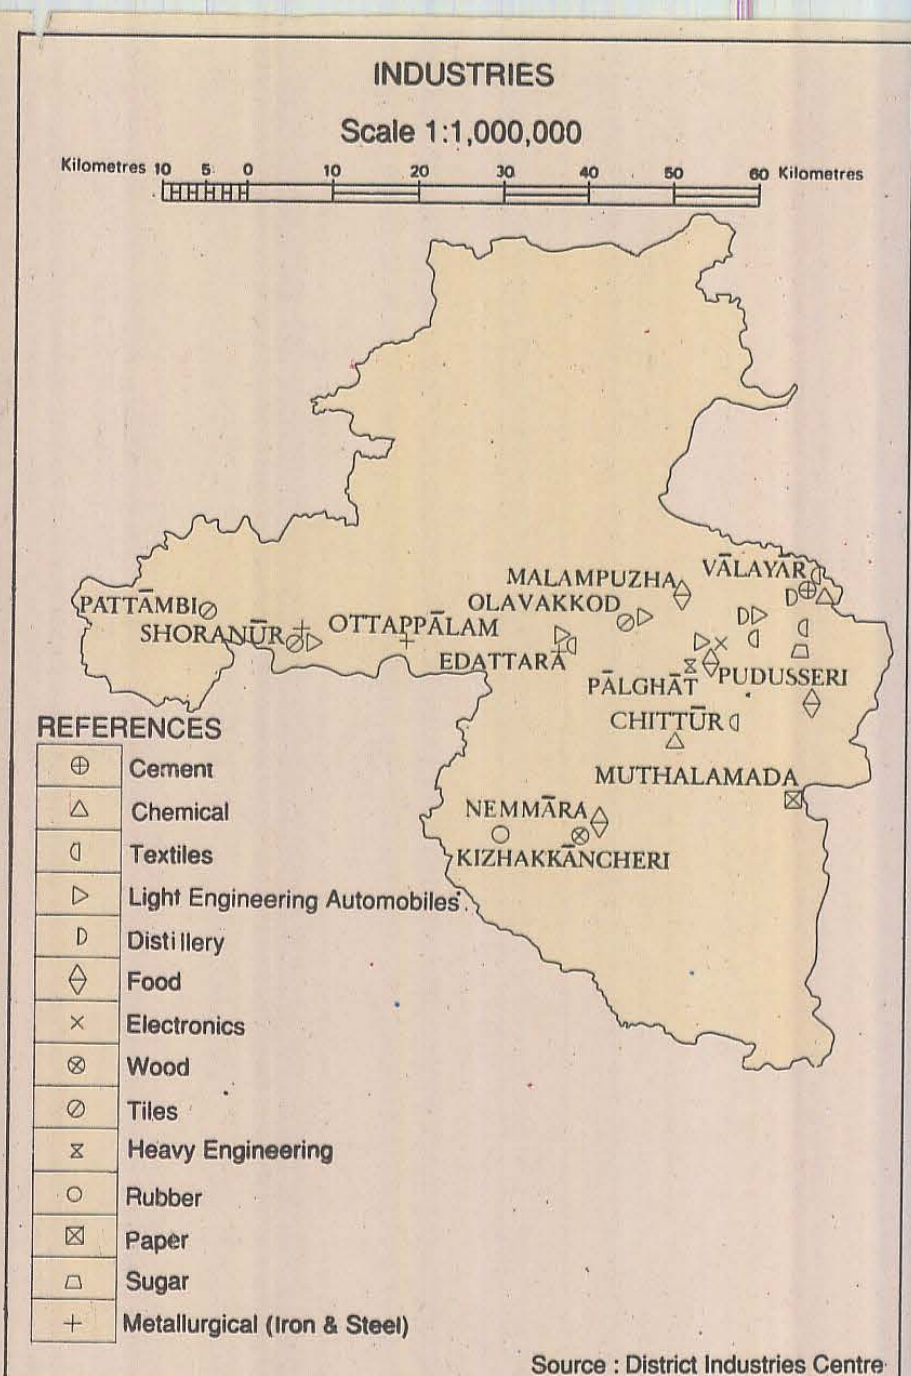 INDUSTRIES
Scale 1:1,000,000
Kilometres 10 5 0 10 20 30 40 50 60 Kilometres
MALAMPUZHA
VĀLAYĀR
PATTĀMBI
OLAVAKKOD
SHORANŪR
OTTAPPĀLAM
EDATTARA
PĀLGHĀT
PUDUSSERI
CHITTŪR
MUTHALAMADA
NEMMĀRA
KIZHAKKĀNCHERI
REFERENCES
Cement
Chemical
Textiles
Light Engineering Automobiles
Distillery
Food
Electronics
Wood
Tiles
Heavy Engineering
Rubber
Paper
Sugar
Metallurgical (Iron & Steel)
Source : District Industries Centre